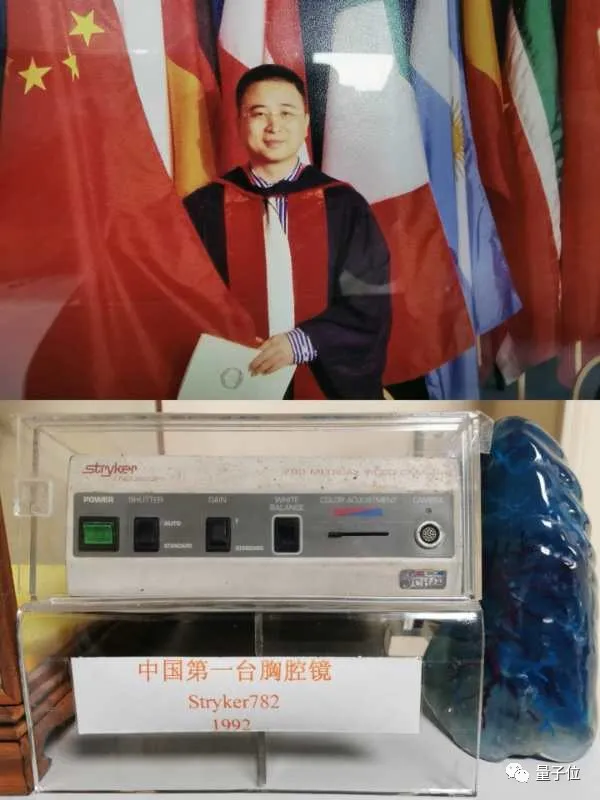 stryker
POWER SHUTTER GAIN WHITE BALANCE COLOR ADJUSTMENT CAMERA
AUTO
STANDARD
STANDARD
中国第一台胸腔镜
Stryker782
1992
量子位